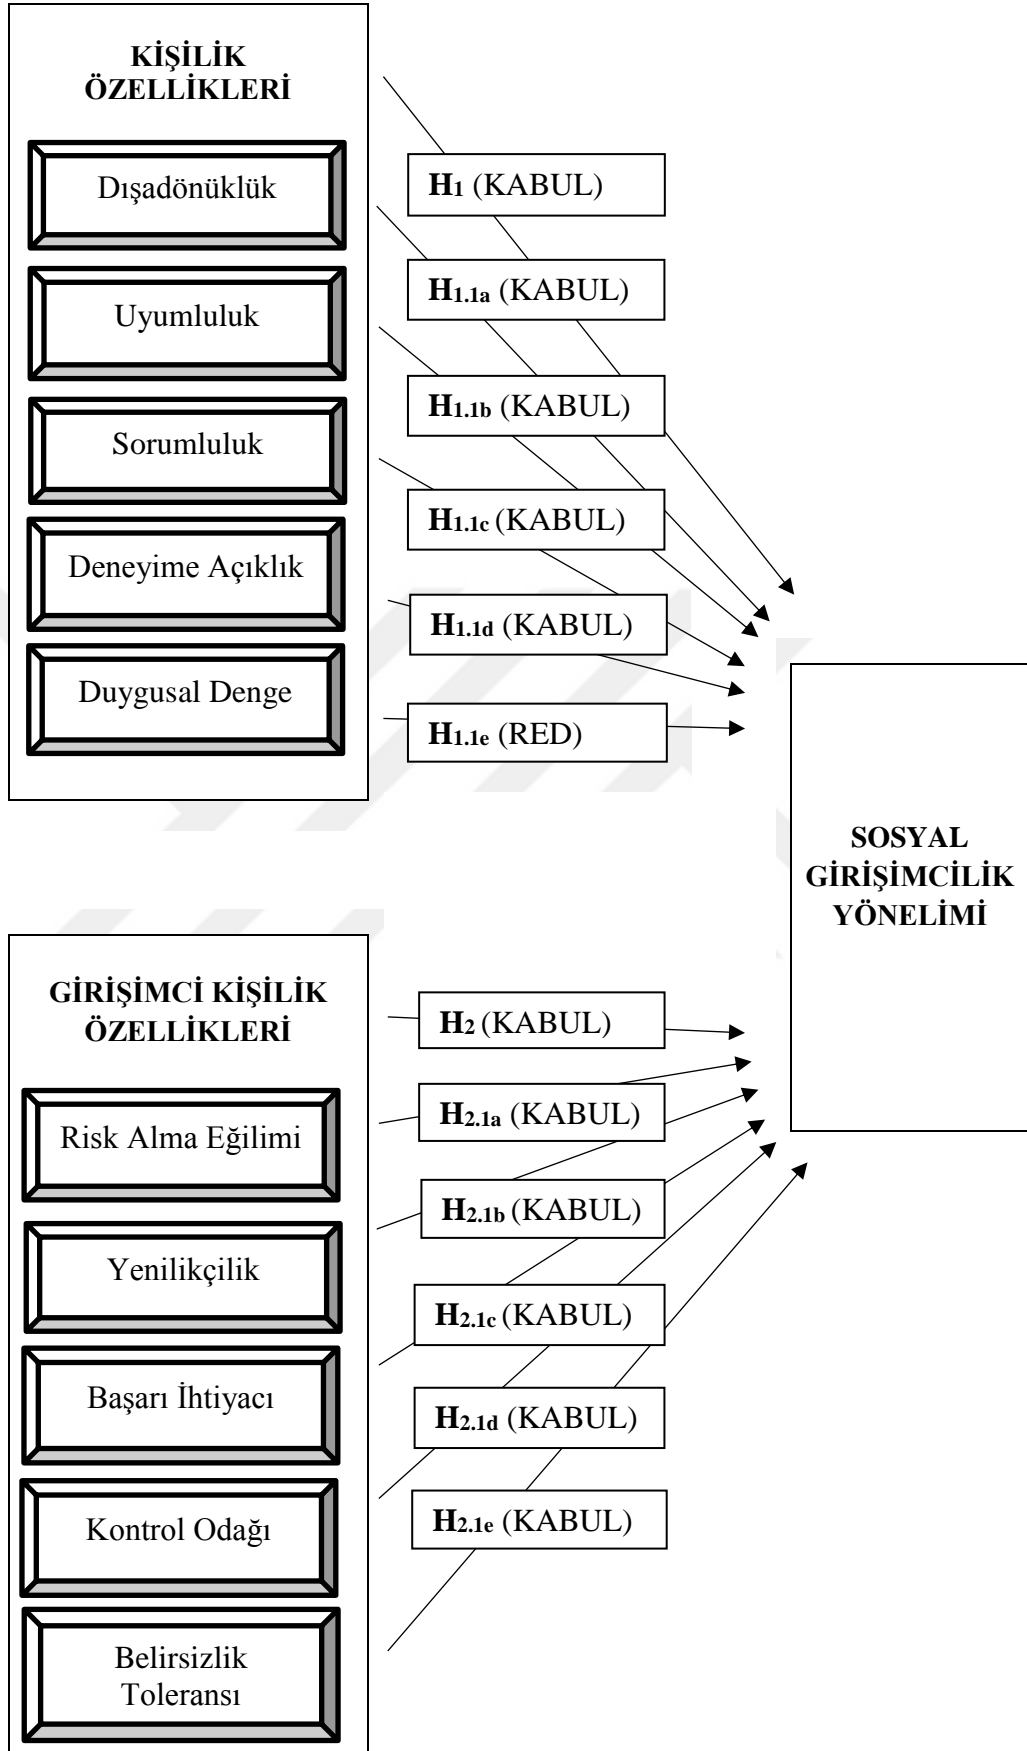 KİŞİLİK
ÖZELLİKLERİ
Dışadönüklük
Uyumluluk
Sorumluluk
Deneyime Açıklık
Duygusal Denge
H1 (KABUL)
H1.1a (KABUL)
H1.1b (KABUL)
H1.1c (KABUL)
H1.1d (KABUL)
H1.1e (RED)
SOSYAL
GİRİŞİMCİLİK
YÖNELİMİ
GİRİŞİMCİ KİŞİLİK
ÖZELLİKLERİ
Risk Alma Eğilimi
Yenilikçilik
Başarı İhtiyacı
Kontrol Odağı
Belirsizlik
Toleransı
H2 (KABUL)
H2.1a (KABUL)
H2.1b (KABUL)
H2.1c (KABUL)
H2.1d (KABUL)
H2.1e (KABUL)